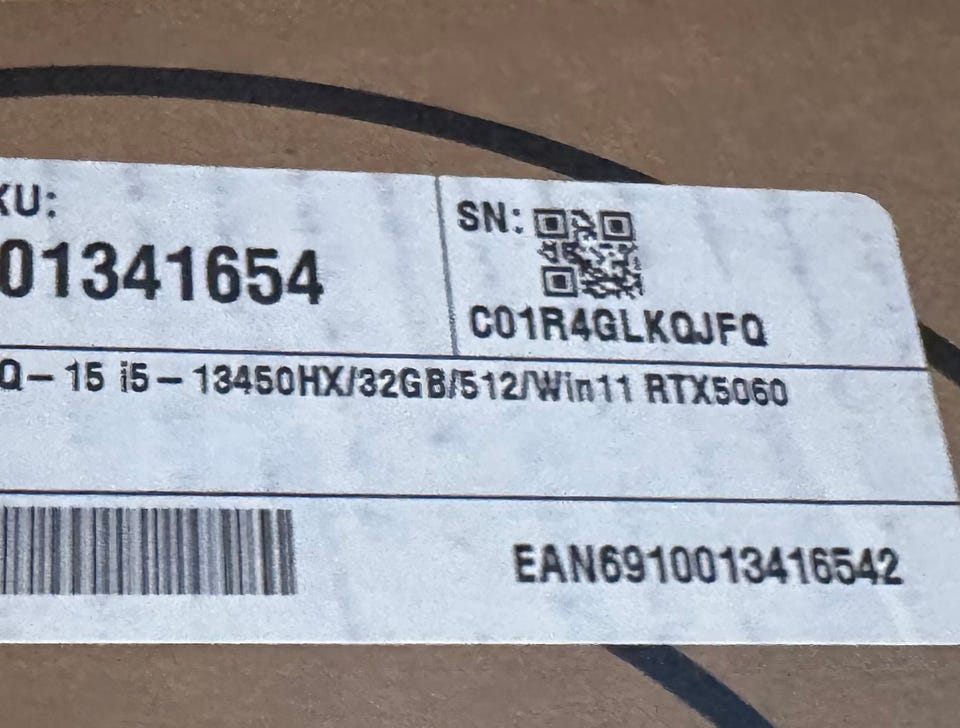 KU:
01341654
SN:
C01R4GLKQJFQ
Q- 15 i5-13450HX/32GB/512/Win11 RTX5060
EAN6910013416542